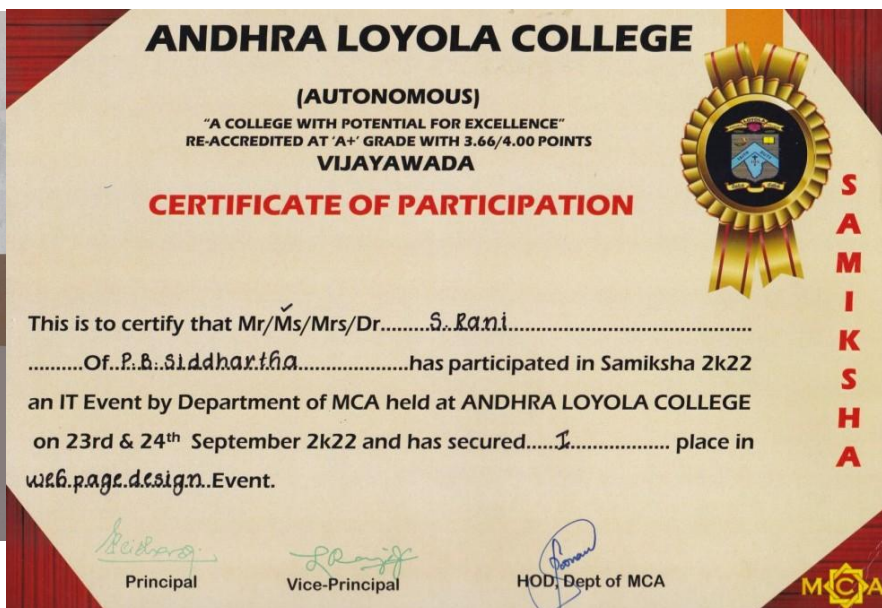 ANDHRA LOYOLA COLLEGE
(AUTONOMOUS)
"A COLLEGE WITH POTENTIAL FOR EXCELLENCE"
RE-ACCREDITED AT 'A+' GRADE WITH 3.66/4.00 POINTS
VIJAYAWADA
CERTIFICATE OF PARTICIPATION
LOYOLA
SAMIKSHA
This is to certify that Mr/Ms/Mrs/Dr........S. Rani..........................................
..........Of..P.B. Siddhartha....................has participated in Samiksha 2k22
an IT Event by Department of MCA held at ANDHRA LOYOLA COLLEGE
on 23rd & 24th September 2k22 and has secured.....I.................... place in
web page design..Event.
Principal
Vice-Principal
HOD, Dept of MCA
MCA